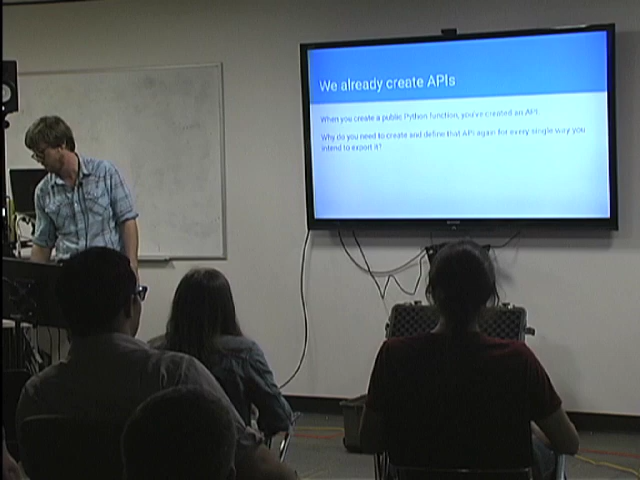 We already create APIs
When you create a public Python function, you've created an API.
Why do you need to create and define that API again for every single way you
intend to export it?